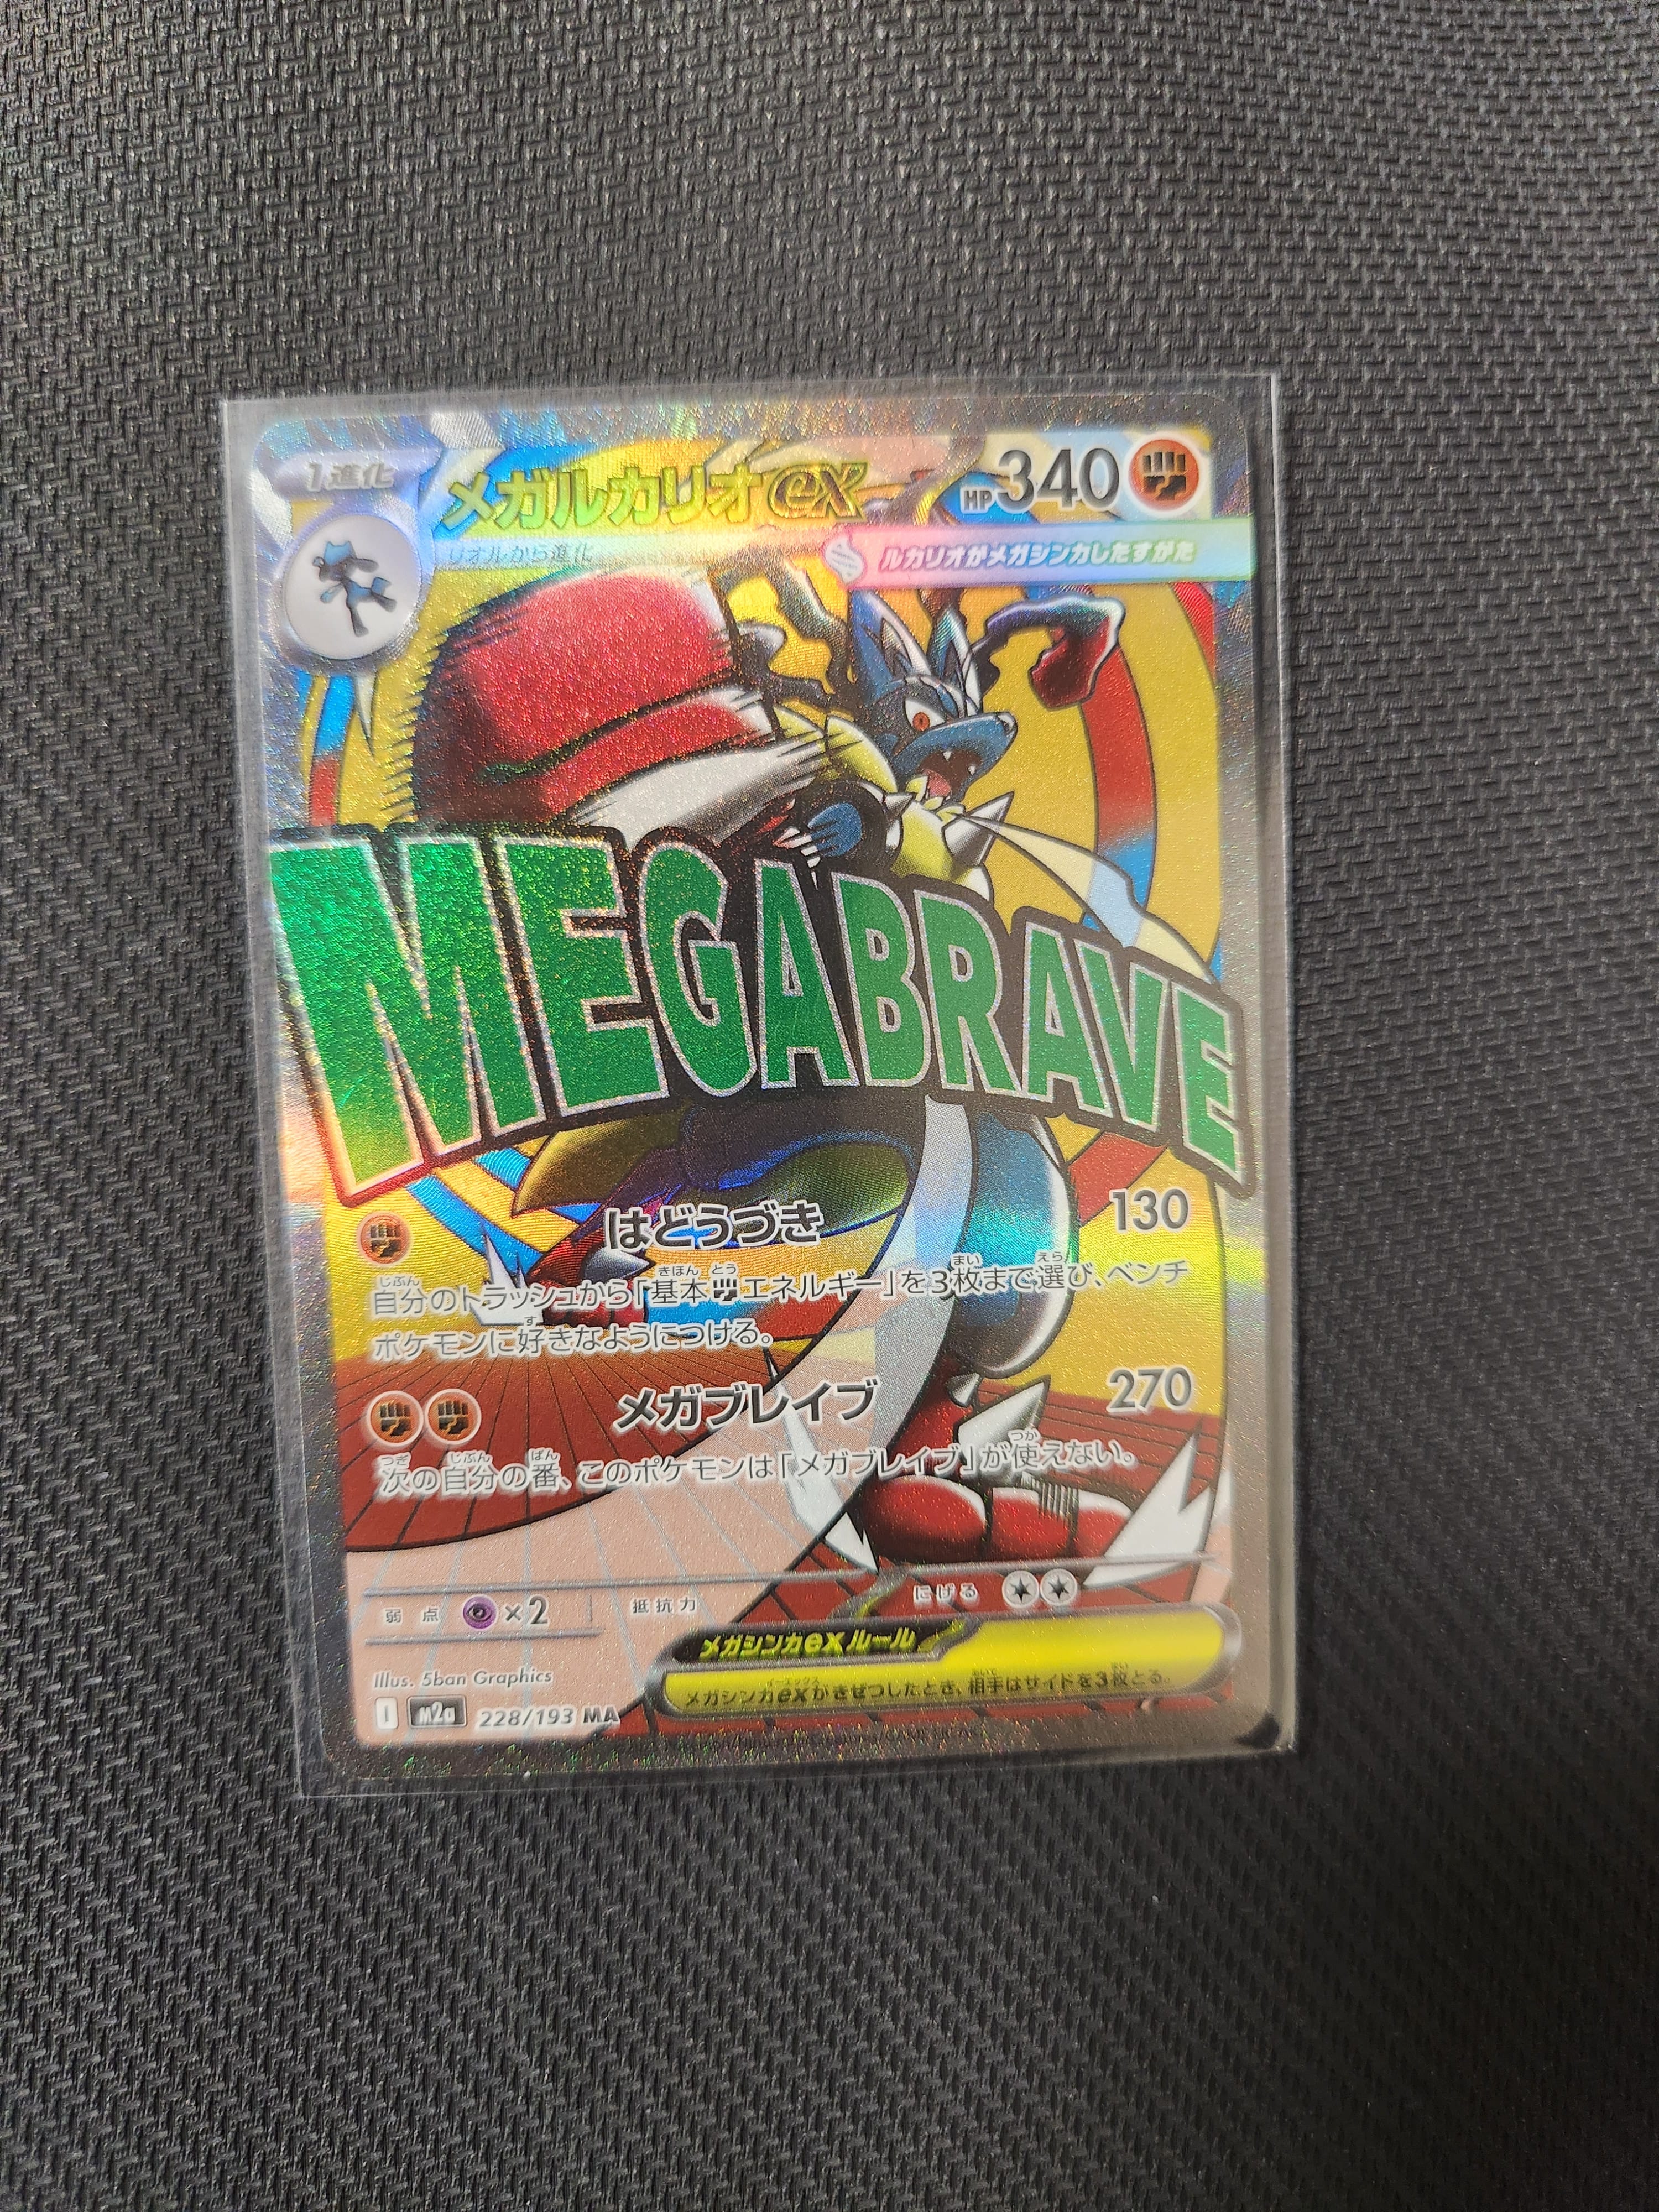 1進化
メガルカリオex
HP340
リオルから進化
ルカリオがメガシンカしたすがた
MEGABRAVE
はどうづき 130
自分のトラッシュから「基本エネルギー」を3枚まで選び、ベンチ
ポケモンに好きなようにつける。
メガブレイブ 270
次の自分の番、このポケモンは「メガブレイブ」が使えない。
弱点 ×2 抵抗力 にげる
メガシンカexルール
メガシンカexがきぜつしたとき、相手はサイドを3枚とる。
Illus. 5ban Graphics
I M2a 228/193 MA